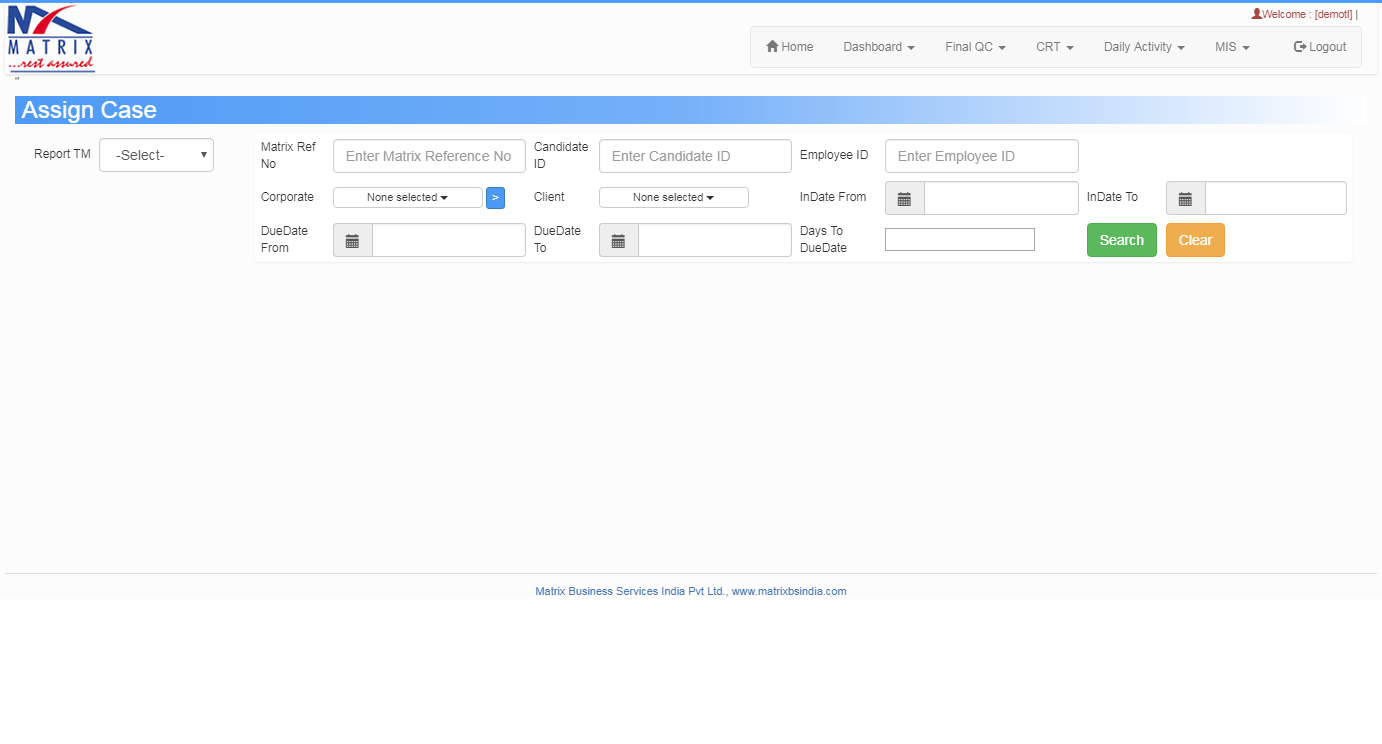 MATRIX
...rest assured
Welcome : [demotl] |
Home Dashboard Final QC CRT Daily Activity MIS Logout
"
Assign Case
Report TM -Select-
Matrix Ref No Enter Matrix Reference No Candidate ID Enter Candidate ID Employee ID Enter Employee ID
Corporate None selected > Client None selected InDate From InDate To
DueDate From DueDate To Days To DueDate Search Clear
Matrix Business Services India Pvt Ltd., www.matrixbsindia.com